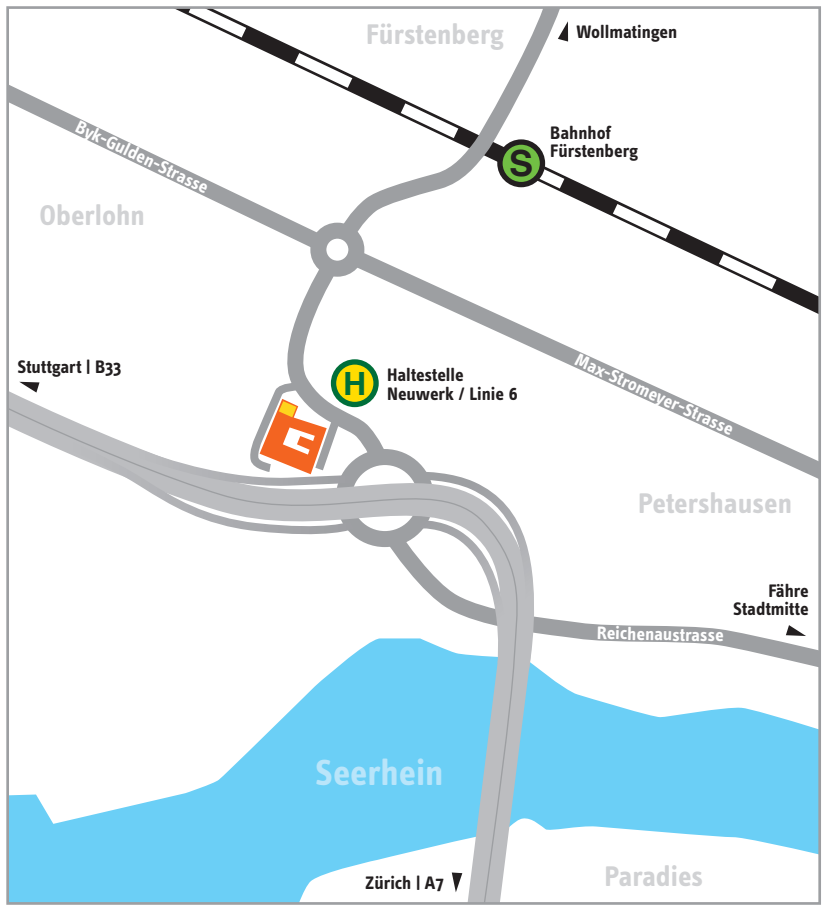 Fürstenberg
Wollmatingen
Byk-Gulden-Strasse
S
Bahnhof
Fürstenberg
Oberlohn
Stuttgart | B33
H
Haltestelle
Neuwerk / Linie 6
Max-Stromeyer-Strasse
Petershausen
Fähre
Stadtmitte
Reichenaustrasse
Seerhein
Zürich | A7
Paradies